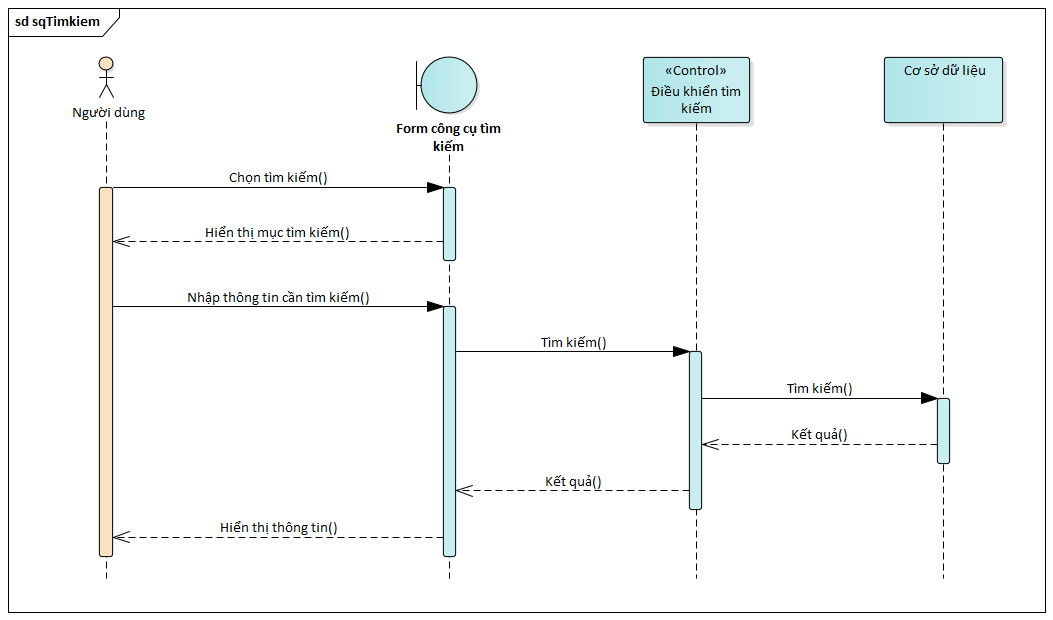 sd sqTimkiem
Người dùng
Form công cụ tìm
kiếm
«Control»
Điều khiển tìm
kiếm
Cơ sở dữ liệu
Chọn tìm kiếm()
Hiển thị mục tìm kiếm()
Nhập thông tin cần tìm kiếm()
Tìm kiếm()
Tìm kiếm()
Kết quả()
Kết quả()
Hiển thị thông tin()